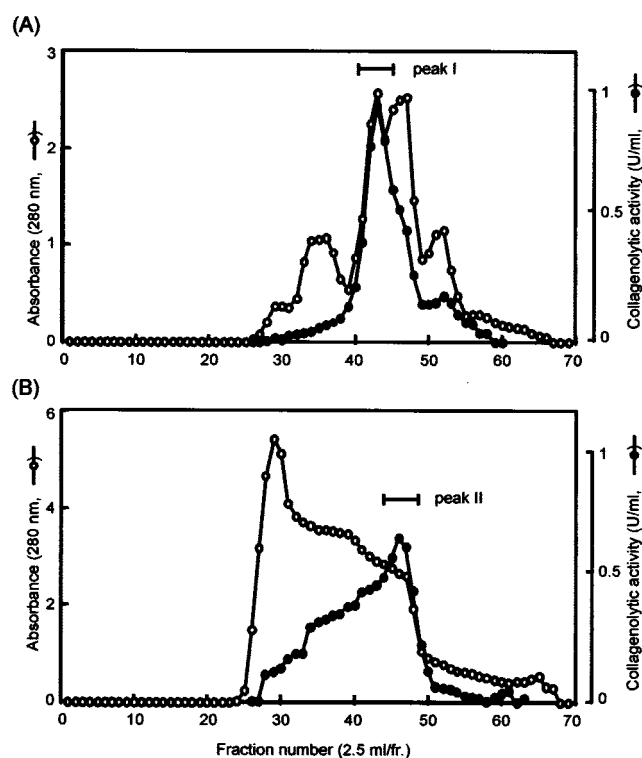 (A)
peak I
3
2
1
0
1
0.5
0
Absorbance (280 nm, —o—)
Collagenolytic activity (U/ml, —●—)
1 10 20 30 40 50 60 70
(B)
peak II
6
4
2
0
1
0.5
0
Absorbance (280 nm, —o—)
Collagenolytic activity (U/ml, —●—)
0 10 20 30 40 50 60 70
Fraction number (2.5 ml/fr.)